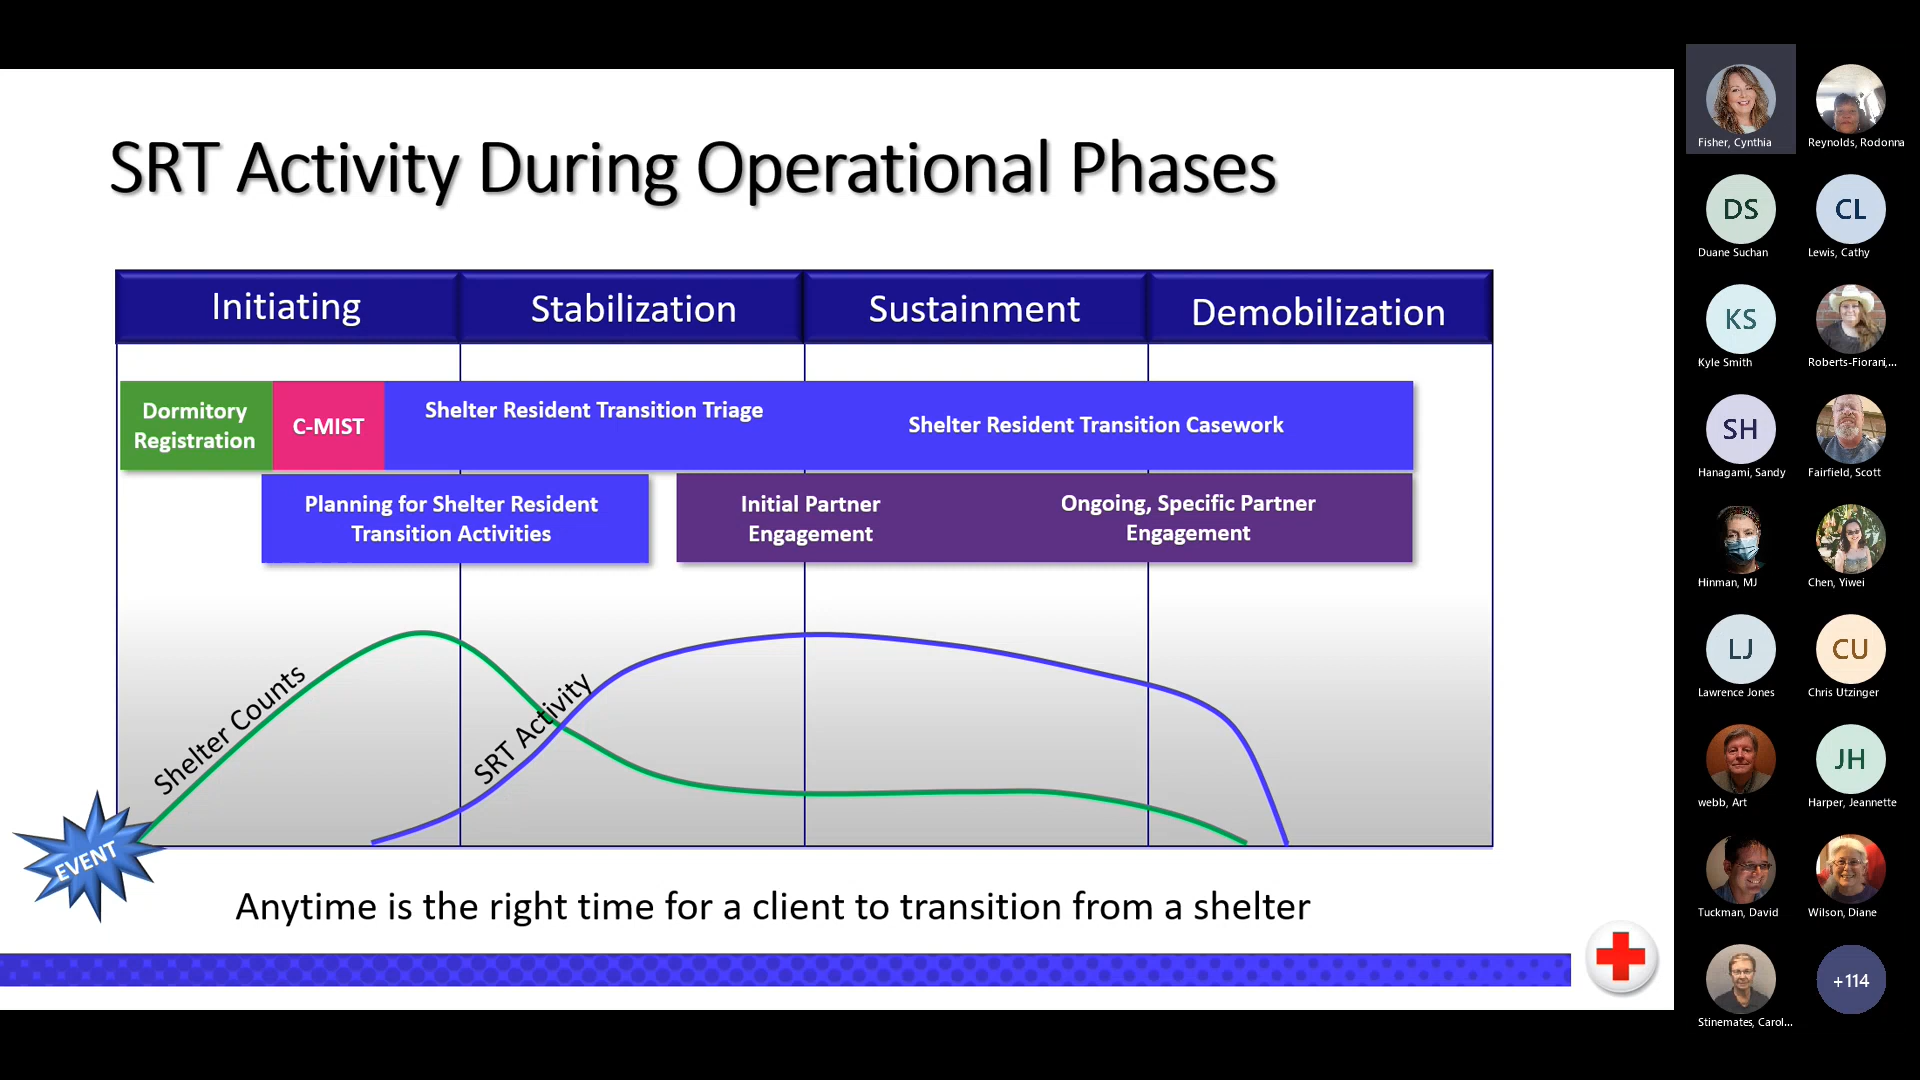 SRT Activity During Operational Phases
Initiating
Stabilization
Sustainment
Demobilization
Dormitory
Registration
C-MIST
Shelter Resident Transition Triage
Shelter Resident Transition Casework
Planning for Shelter Resident
Transition Activities
Initial Partner
Engagement
Ongoing, Specific Partner
Engagement
Shelter Counts
SRT Activity
EVENT
Anytime is the right time for a client to transition from a shelter
Fisher, Cynthia
Reynolds, Rodonna
DS
Duane Suchan
CL
Lewis, Cathy
KS
Kyle Smith
Roberts-Fiorani,...
SH
Hanagami, Sandy
Fairfield, Scott
Hinman, MJ
Chen, Yiwei
LJ
Lawrence Jones
CU
Chris Utzinger
webb, Art
JH
Harper, Jeannette
Tuckman, David
Wilson, Diane
Stinemates, Carol...
+114